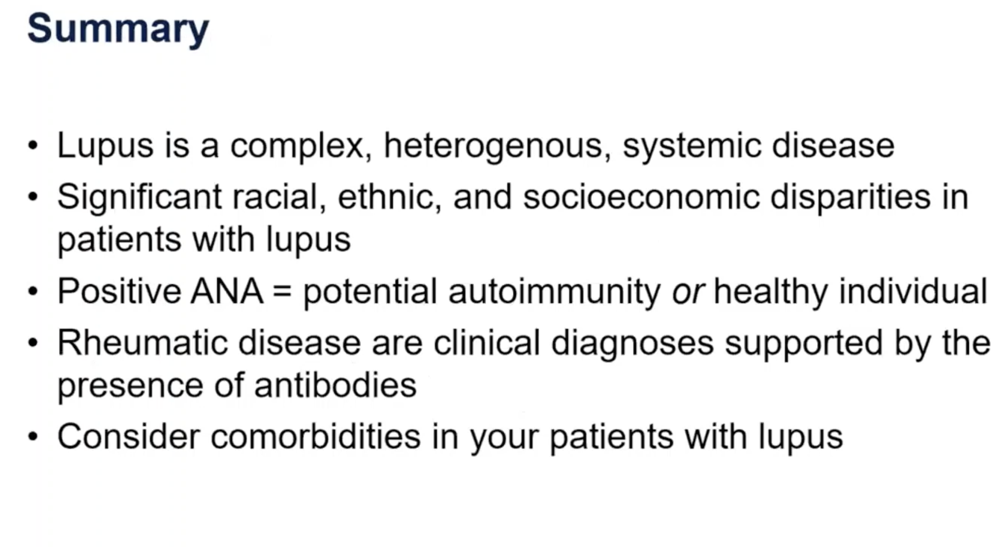 Summary
• Lupus is a complex, heterogenous, systemic disease
• Significant racial, ethnic, and socioeconomic disparities in
patients with lupus
• Positive ANA = potential autoimmunity or healthy individual
• Rheumatic disease are clinical diagnoses supported by the
presence of antibodies
• Consider comorbidities in your patients with lupus